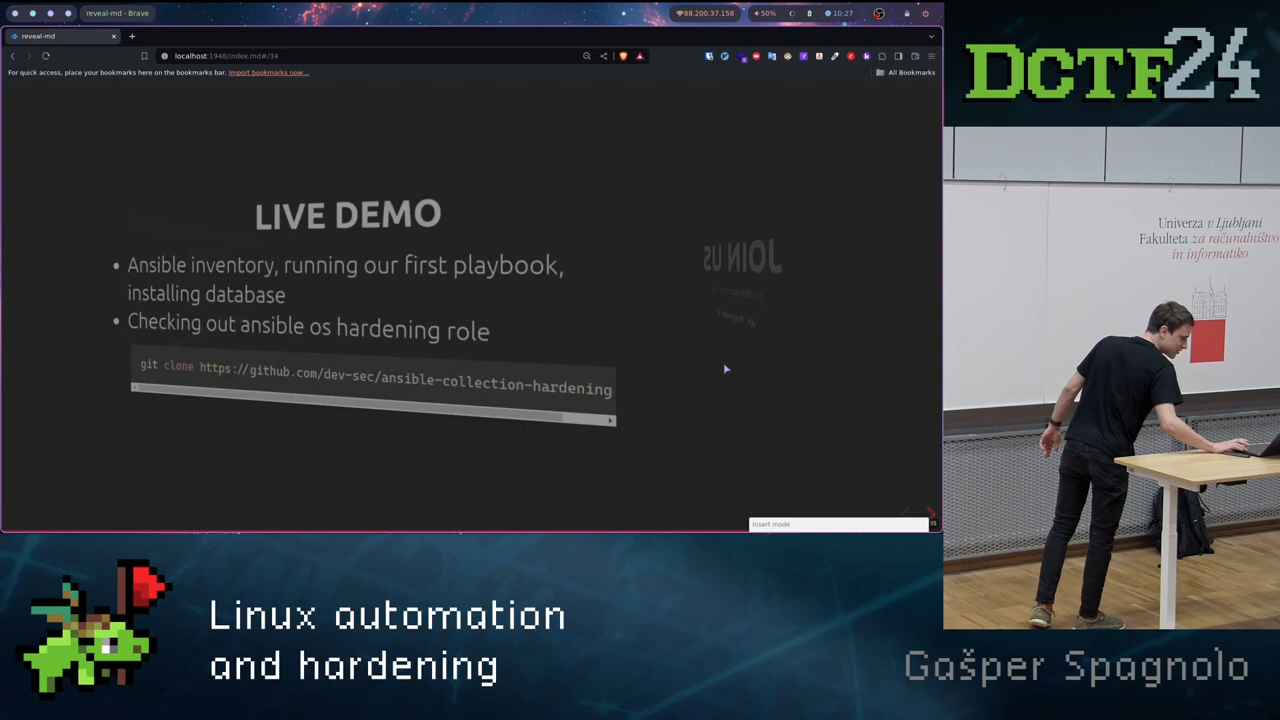 reveal-md - Brave
88.200.37.158
50%
10:27
reveal-md
localhost:1948/index.md#/34
For quick access, place your bookmarks here on the bookmarks bar. Import bookmarks now...
All Bookmarks
LIVE DEMO
• Ansible inventory, running our first playbook,
installing database
• Checking out ansible os hardening role
git clone https://github.com/dev-sec/ansible-collection-hardening
JOIN US
Insert mode
35
DCTF24
Univerza v Ljubljani
Fakulteta za računalništvo
in informatiko
Linux automation
and hardening
Gašper Spagnolo